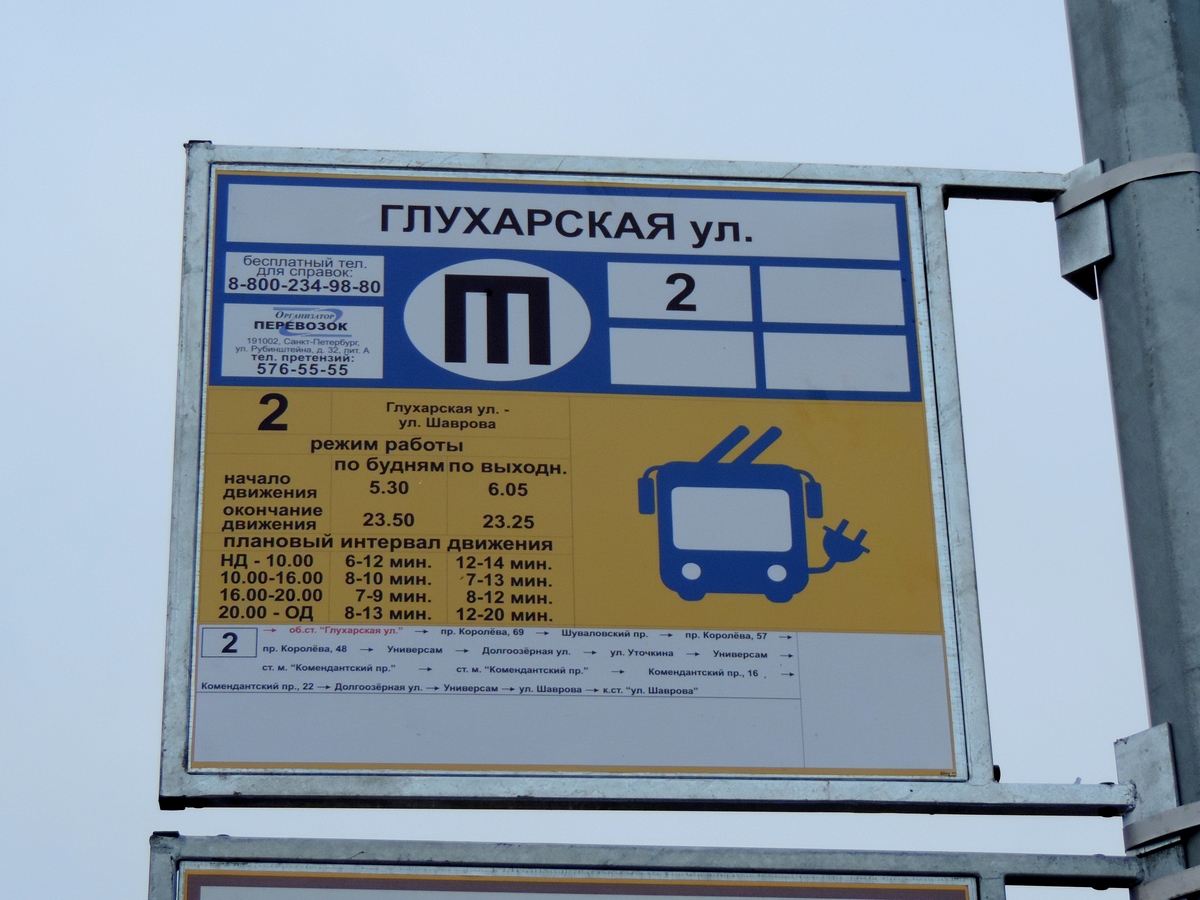 ГЛУХАРСКАЯ ул.
бесплатный тел.
для справок:
8-800-234-98-80
Организатор
ПЕРЕВОЗОК
191002, Санкт-Петербург,
ул. Рубинштейна, д. 32, лит. А
тел. претензий:
576-55-55
Ш
2
2
Глухарская ул. -
ул. Шаврова
режим работы
по будням по выходн.
начало
движения 5.30 6.05
окончание
движения 23.50 23.25
плановый интервал движения
НД - 10.00 6-12 мин. 12-14 мин.
10.00-16.00 8-10 мин. 7-13 мин.
16.00-20.00 7-9 мин. 8-12 мин.
20.00 - ОД 8-13 мин. 12-20 мин.
2 → об.ст. "Глухарская ул." → пр. Королёва, 69 → Шуваловский пр. → пр. Королёва, 57 →
пр. Королёва, 48 → Универсам → Долгоозёрная ул. → ул. Уточкина → Универсам →
ст. м. "Комендантский пр." → ст. м. "Комендантский пр." → Комендантский пр., 16 →
Комендантский пр., 22 → Долгоозёрная ул. → Универсам → ул. Шаврова → к.ст. "ул. Шаврова"